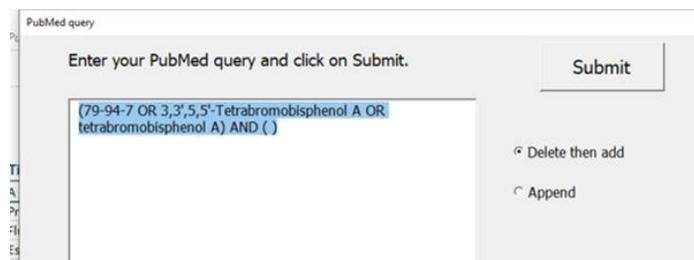 PubMed query
Enter your PubMed query and click on Submit.
Submit
(79-94-7 OR 3,3',5,5'-Tetrabromobisphenol A OR
tetrabromobisphenol A) AND ( )
Delete then add
Append
A